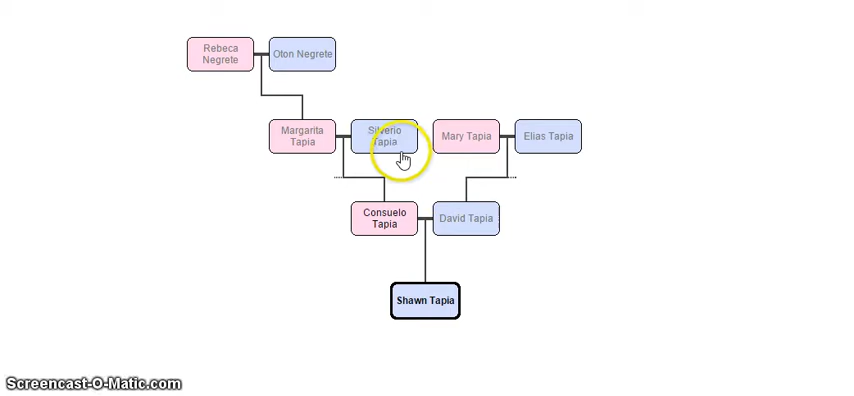 Rebeca
Negrete
Oton Negrete
Margarita
Tapia
Silverio
Tapia
Mary Tapia
Elias Tapia
Consuelo
Tapia
David Tapia
Shawn Tapia
Screencast-O-Matic.com